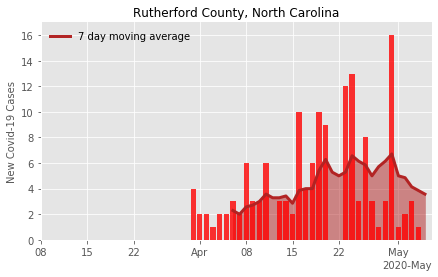 Rutherford County, North Carolina
7 day moving average
New Covid-19 Cases
16
14
12
10
8
6
4
2
0
08 15 22 Apr 08 15 22 May
2020-May